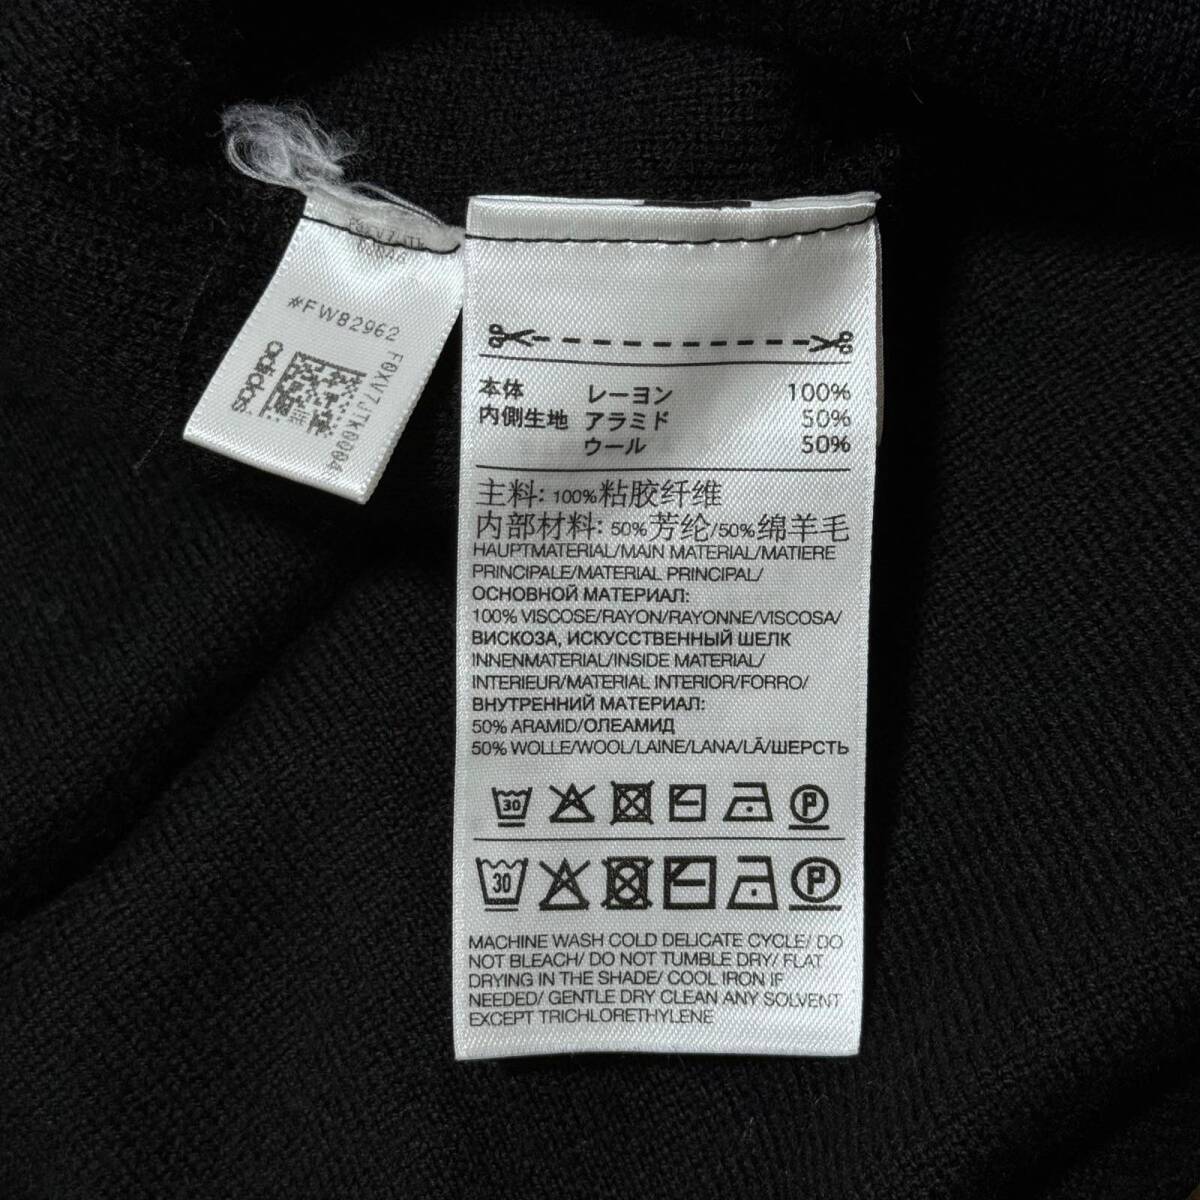 #FW82962
F0XV7JTK0004
adidas
本体 レーヨン 100%
内側生地 アラミド 50%
ウール 50%
主料: 100%粘胶纤维
内部材料: 50%芳纶/50%绵羊毛
HAUPTMATERIAL/MAIN MATERIAL/MATIERE
PRINCIPALE/MATERIAL PRINCIPAL/
ОСНОВНОЙ МАТЕРИАЛ:
100% VISCOSE/RAYON/RAYONNE/VISCOSA/
ВИСКОЗА, ИСКУССТВЕННЫЙ ШЕЛК
INNENMATERIAL/INSIDE MATERIAL/
INTERIEUR/MATERIAL INTERIOR/FORRO/
ВНУТРЕННИЙ МАТЕРИАЛ:
50% ARAMID/ОЛЕАМИД
50% WOLLE/WOOL/LAINE/LANA/LÃ/ШЕРСТЬ
30 P
30 P
MACHINE WASH COLD DELICATE CYCLE/ DO
NOT BLEACH/ DO NOT TUMBLE DRY/ FLAT
DRYING IN THE SHADE/ COOL IRON IF
NEEDED/ GENTLE DRY CLEAN ANY SOLVENT
EXCEPT TRICHLORETHYLENE